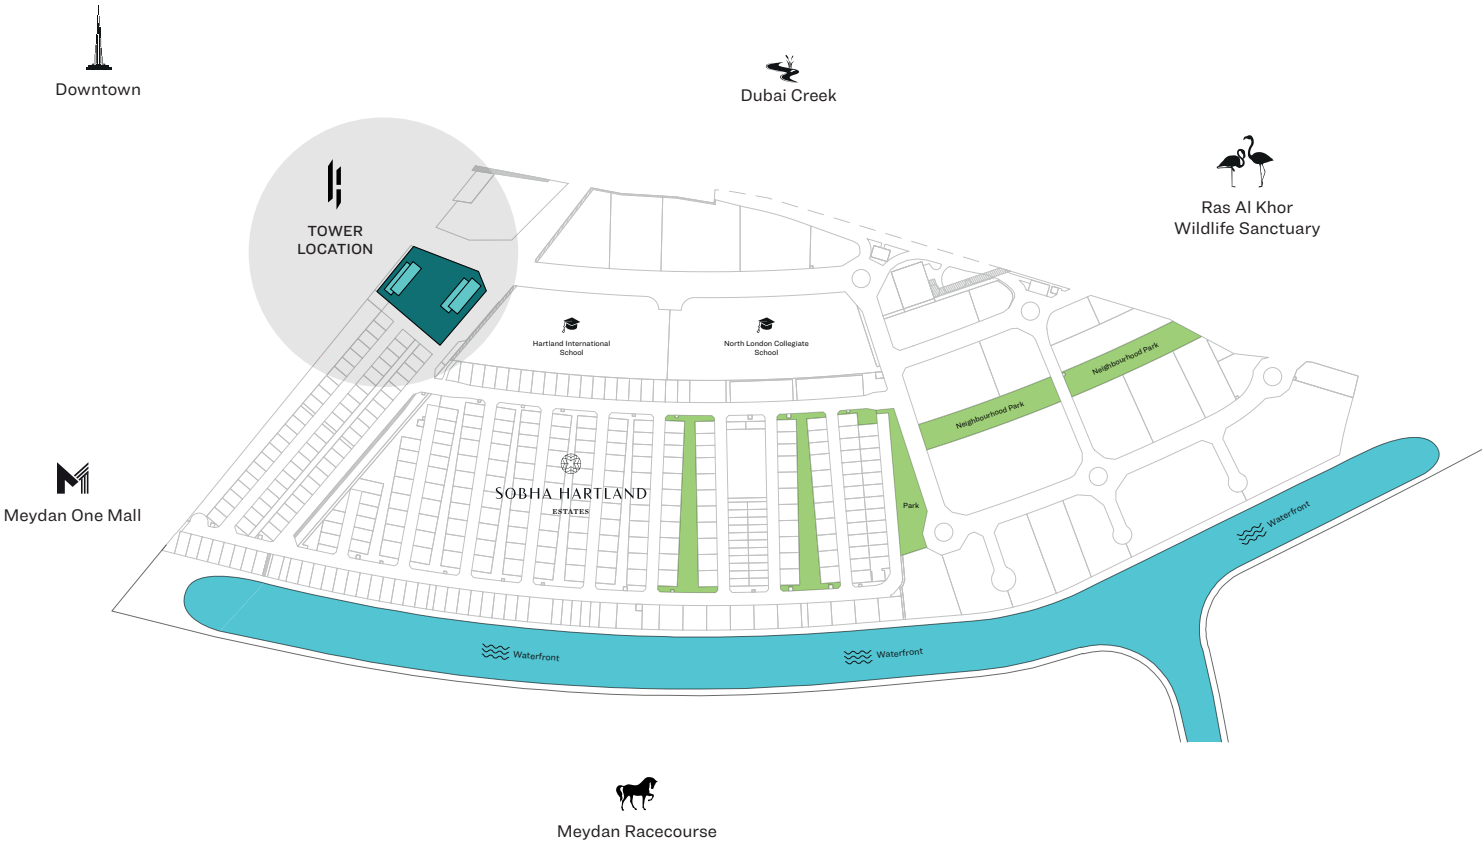 Downtown
Dubai Creek
Ras Al Khor
Wildlife Sanctuary
TOWER
LOCATION
Hartland International
School
North London Collegiate
School
Neighbourhood Park
Neighbourhood Park
SOBHA HARTLAND
ESTATES
Park
Meydan One Mall
Waterfront
Waterfront
Waterfront
Meydan Racecourse